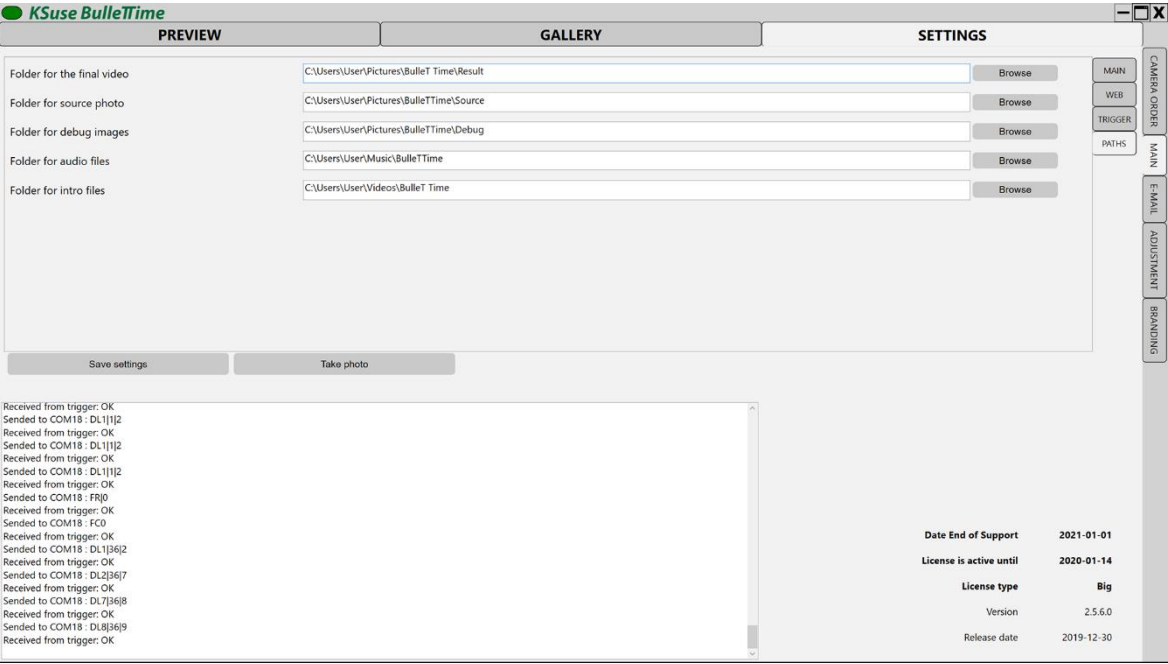 KSuse BulleTTime
PREVIEW GALLERY SETTINGS
Folder for the final video C:\Users\User\Pictures\BulleT Time\Result Browse
Folder for source photo C:\Users\User\Pictures\BulleTTime\Source Browse
Folder for debug images C:\Users\User\Pictures\BulleTTime\Debug Browse
Folder for audio files C:\Users\User\Music\BulleTTime Browse
Folder for intro files C:\Users\User\Videos\BulleT Time Browse
MAIN
WEB
TRIGGER
PATHS
CAMERA ORDER
MAIN
E-MAIL
ADJUSTMENT
BRANDING
Save settings Take photo
Received from trigger: OK
Sended to COM18 : DL1|1|2
Received from trigger: OK
Sended to COM18 : DL1|1|2
Received from trigger: OK
Sended to COM18 : DL1|1|2
Received from trigger: OK
Sended to COM18 : FR|0
Received from trigger: OK
Sended to COM18 : FC0
Received from trigger: OK
Sended to COM18 : DL1|36|2
Received from trigger: OK
Sended to COM18 : DL2|36|7
Received from trigger: OK
Sended to COM18 : DL7|36|8
Received from trigger: OK
Sended to COM18 : DL8|36|9
Received from trigger: OK
Date End of Support 2021-01-01
License is active until 2020-01-14
License type Big
Version 2.5.6.0
Release date 2019-12-30